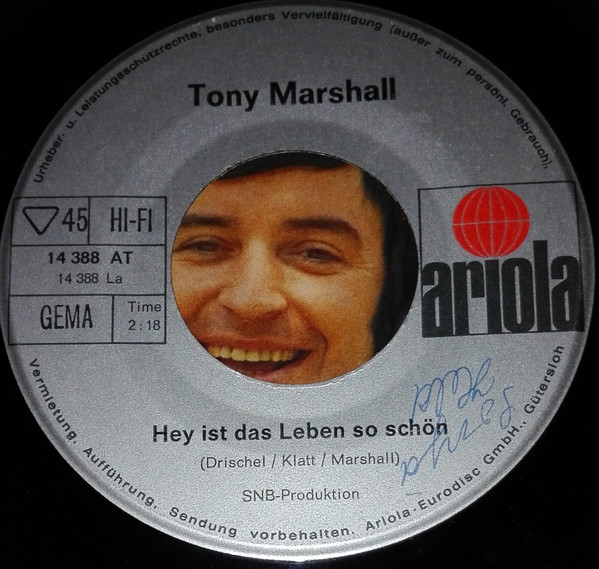 Urheber- u. Leistungsschutzrechte, besonders Vervielfältigung (außer zum persönl. Gebrauch),
Tony Marshall
45 HI-FI
14 388 AT
14 388 La
GEMA
Time
2:18
ariola
Hey ist das Leben so schön
(Drischel / Klatt / Marshall)
SNB-Produktion
Vermietung, Aufführung, Sendung vorbehalten. Ariola-Eurodisc GmbH., Gütersloh